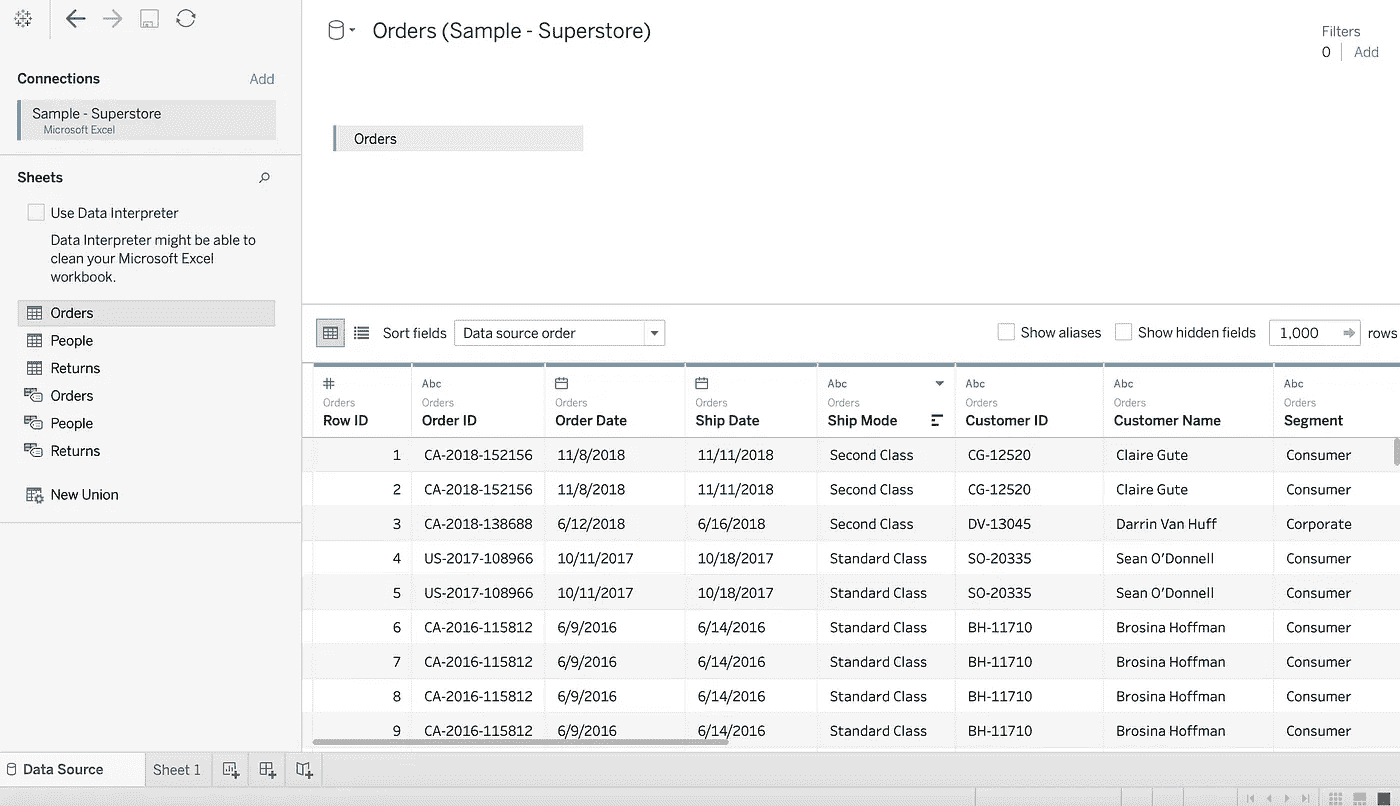 Orders (Sample - Superstore)
Filters
0 Add
Connections Add
Sample - Superstore
Microsoft Excel
Orders
Sheets
Use Data Interpreter
Data Interpreter might be able to
clean your Microsoft Excel
workbook.
Orders
People
Returns
Orders
People
Returns
New Union
Sort fields Data source order Show aliases Show hidden fields 1,000 rows
# Abc Abc Abc Abc Abc
Orders Orders Orders Orders Orders Orders Orders Orders
Row ID Order ID Order Date Ship Date Ship Mode Customer ID Customer Name Segment
1 CA-2018-152156 11/8/2018 11/11/2018 Second Class CG-12520 Claire Gute Consumer
2 CA-2018-152156 11/8/2018 11/11/2018 Second Class CG-12520 Claire Gute Consumer
3 CA-2018-138688 6/12/2018 6/16/2018 Second Class DV-13045 Darrin Van Huff Corporate
4 US-2017-108966 10/11/2017 10/18/2017 Standard Class SO-20335 Sean O'Donnell Consumer
5 US-2017-108966 10/11/2017 10/18/2017 Standard Class SO-20335 Sean O'Donnell Consumer
6 CA-2016-115812 6/9/2016 6/14/2016 Standard Class BH-11710 Brosina Hoffman Consumer
7 CA-2016-115812 6/9/2016 6/14/2016 Standard Class BH-11710 Brosina Hoffman Consumer
8 CA-2016-115812 6/9/2016 6/14/2016 Standard Class BH-11710 Brosina Hoffman Consumer
9 CA-2016-115812 6/9/2016 6/14/2016 Standard Class BH-11710 Brosina Hoffman Consumer
Data Source Sheet 1